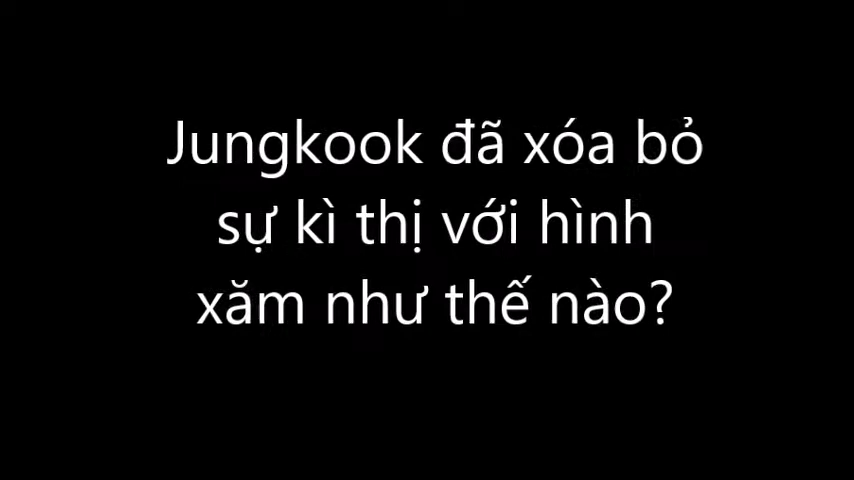 Jungkook đã xóa bỏ
sự kì thị với hình
xăm như thế nào?